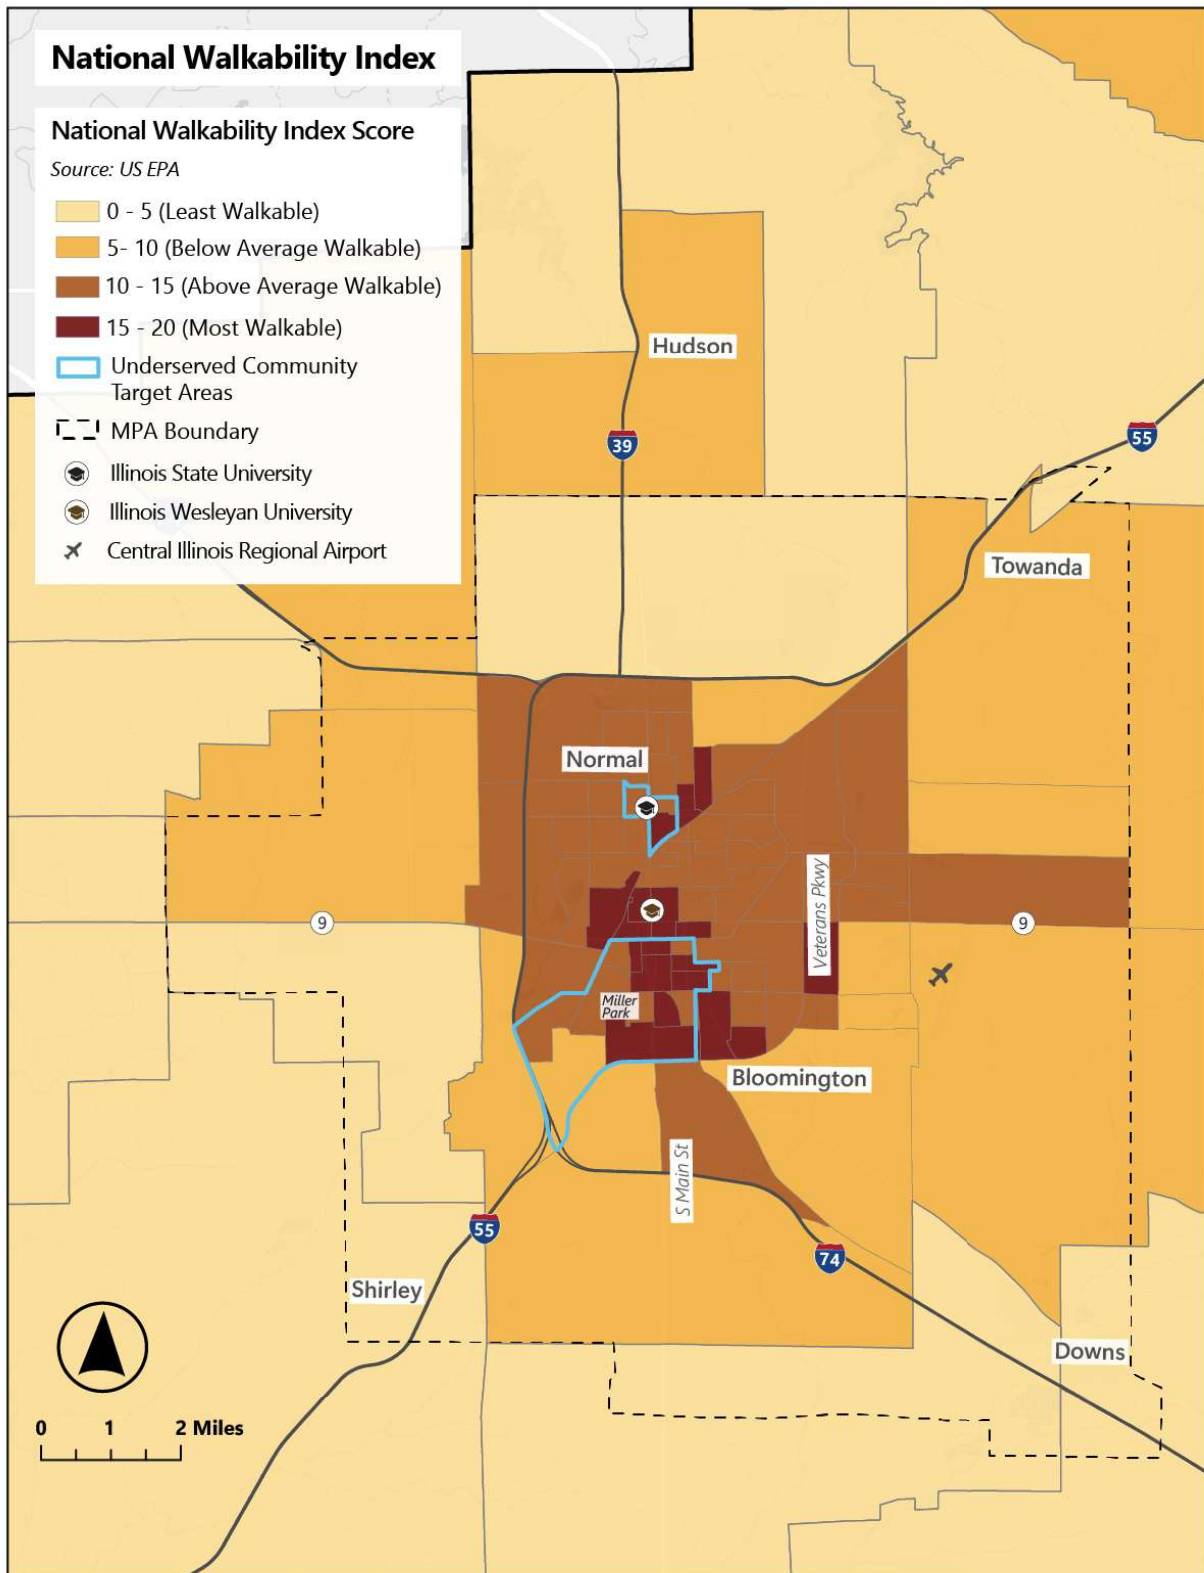 National Walkability Index
National Walkability Index Score
Source: US EPA
0 - 5 (Least Walkable)
5- 10 (Below Average Walkable)
10 - 15 (Above Average Walkable)
15 - 20 (Most Walkable)
Underserved Community
Target Areas
MPA Boundary
Illinois State University
Illinois Wesleyan University
Central Illinois Regional Airport
Hudson
39
55
Towanda
Normal
Veterans Pkwy
9
9
Miller
Park
Bloomington
S Main St
55
74
Shirley
Downs
0 1 2 Miles